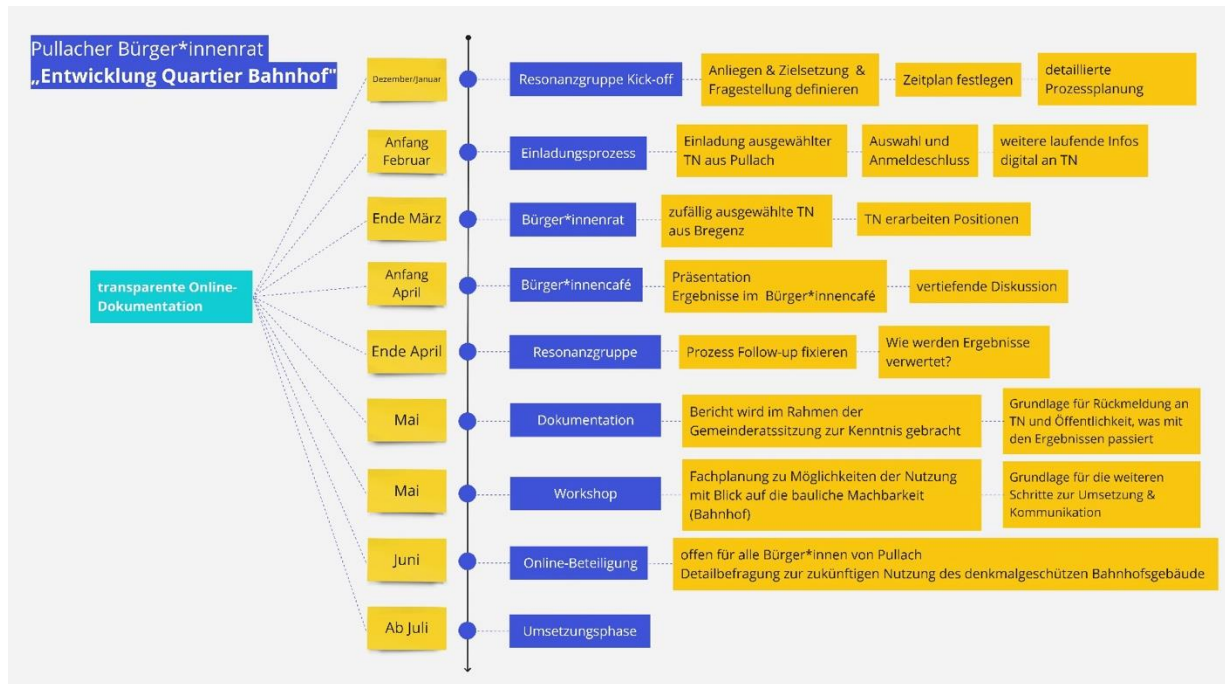 Pullacher Bürger*innenrat
„Entwicklung Quartier Bahnhof"
Dezember/Januar
Resonanzgruppe Kick-off
Anliegen & Zielsetzung &
Fragestellung definieren
Zeitplan festlegen
detaillierte
Prozessplanung
Anfang
Februar
Einladungsprozess
Einladung ausgewählter
TN aus Pullach
Auswahl und
Anmeldeschluss
weitere laufende Infos
digital an TN
Ende März
Bürger*innenrat
zufällig ausgewählte TN
aus Bregenz
TN erarbeiten Positionen
transparente Online-
Dokumentation
Anfang
April
Bürger*innencafé
Präsentation
Ergebnisse im Bürger*innencafé
vertiefende Diskussion
Ende April
Resonanzgruppe
Prozess Follow-up fixieren
Wie werden Ergebnisse
verwertet?
Mai
Dokumentation
Bericht wird im Rahmen der
Gemeinderatssitzung zur Kenntnis gebracht
Grundlage für Rückmeldung an
TN und Öffentlichkeit, was mit
den Ergebnissen passiert
Mai
Workshop
Fachplanung zu Möglichkeiten der Nutzung
mit Blick auf die bauliche Machbarkeit
(Bahnhof)
Grundlage für die weiteren
Schritte zur Umsetzung &
Kommunikation
Juni
Online-Beteiligung
offen für alle Bürger*innen von Pullach
Detailbefragung zur zukünftigen Nutzung des denkmalgeschützen Bahnhofsgebäude
Ab Juli
Umsetzungsphase